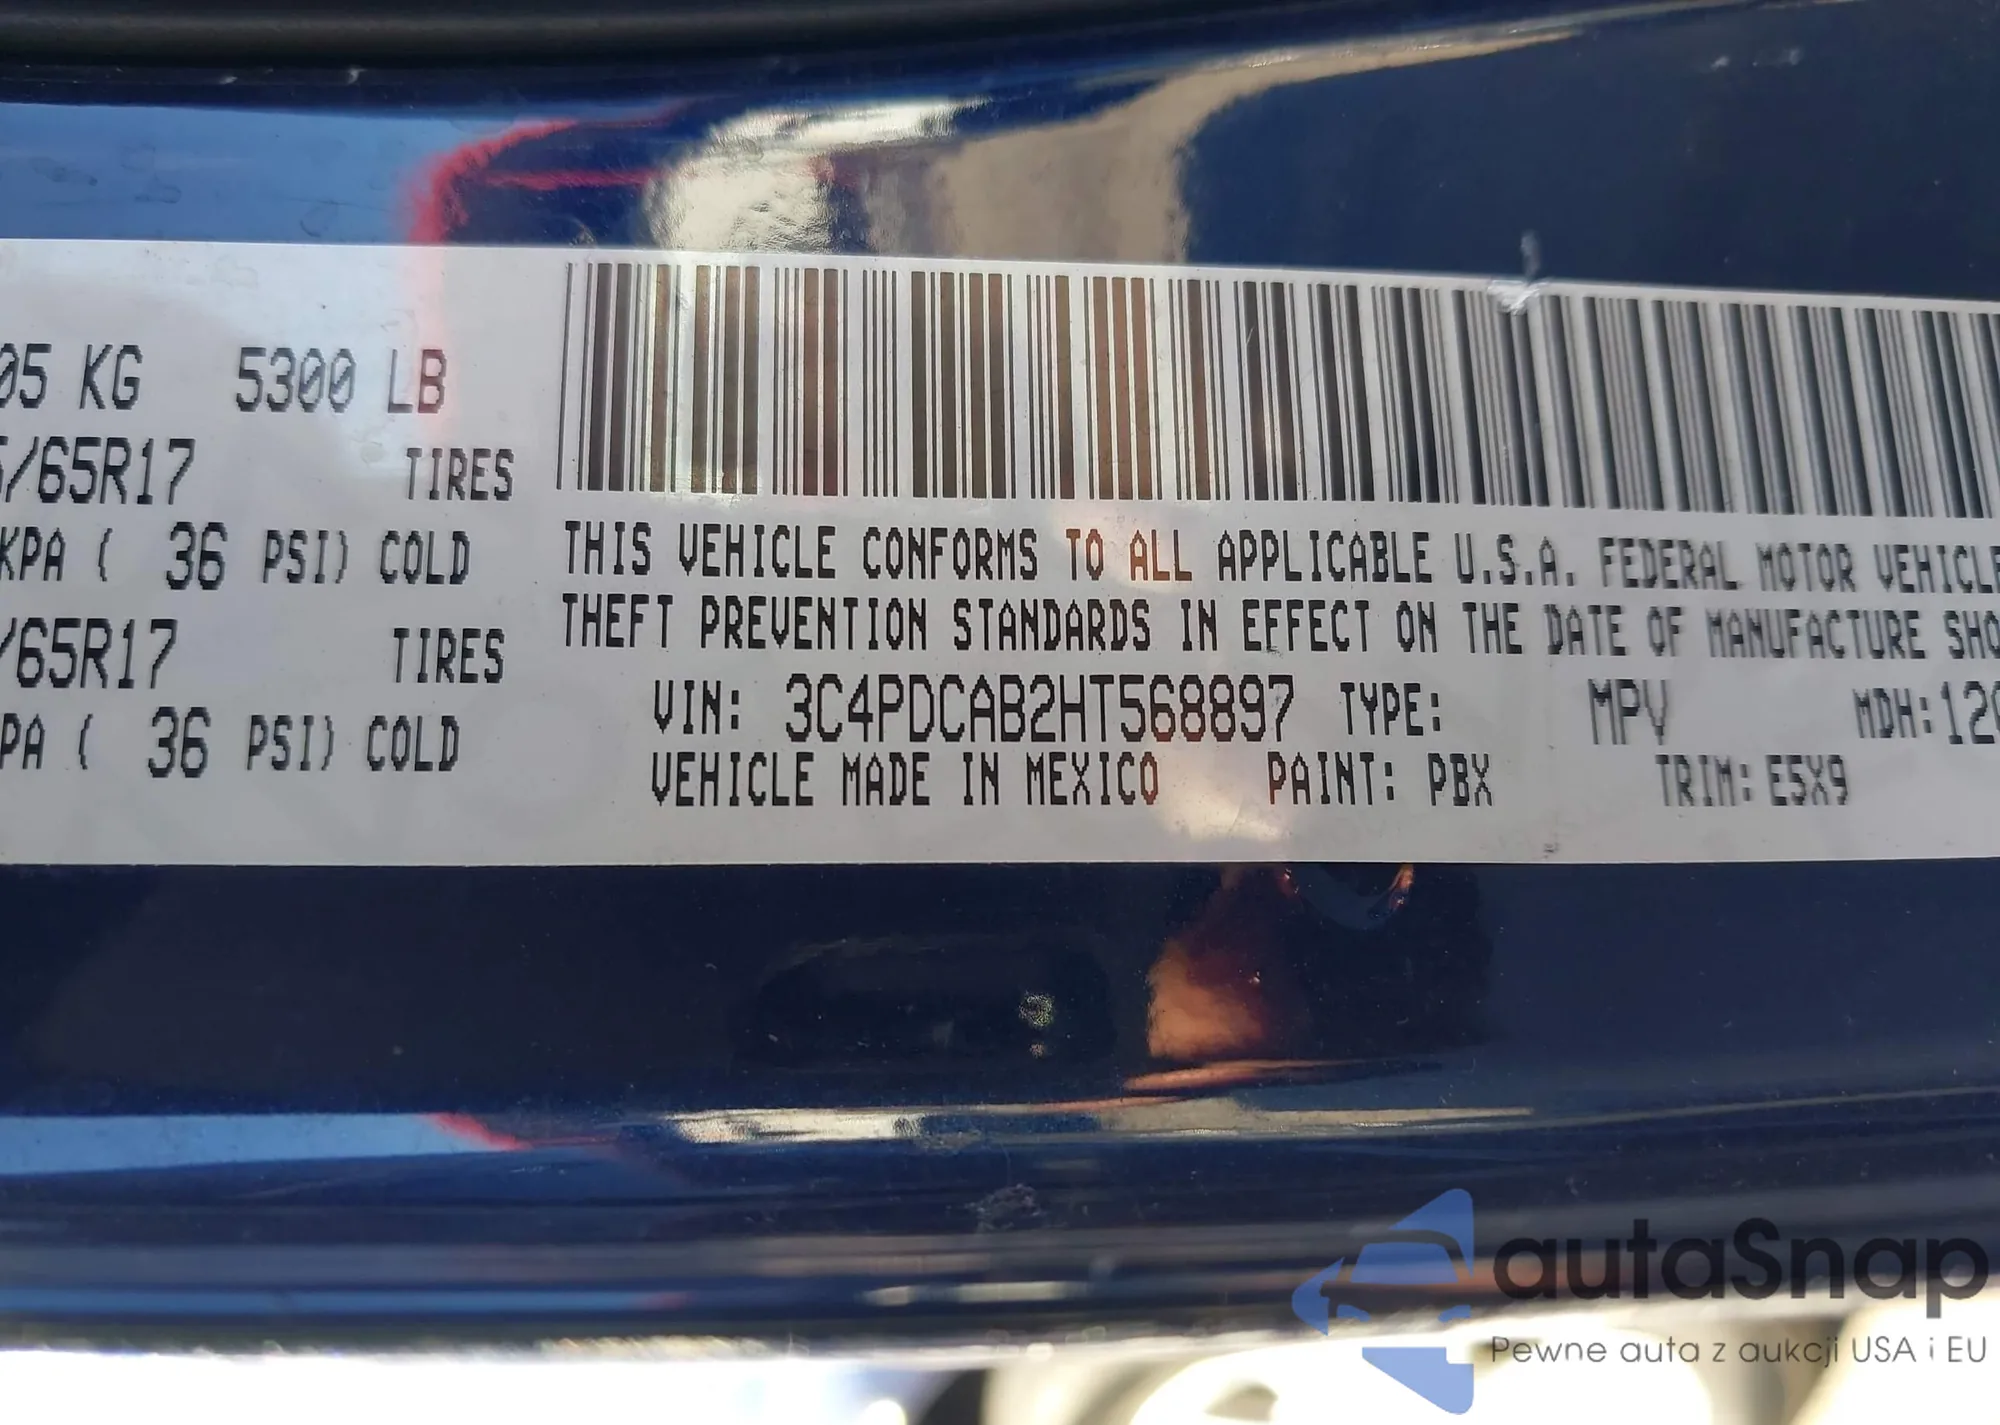 05 KG 5300 LB
5/65R17 TIRES
KPA ( 36 PSI) COLD
/65R17 TIRES
PA ( 36 PSI) COLD
THIS VEHICLE CONFORMS TO ALL APPLICABLE U.S.A. FEDERAL MOTOR VEHICLE
THEFT PREVENTION STANDARDS IN EFFECT ON THE DATE OF MANUFACTURE SHO
VIN: 3C4PDCAB2HT568897 TYPE: MPV MDH:120
VEHICLE MADE IN MEXICO PAINT: PBX TRIM: E5X9
autaSnap
Pewne auta z aukcji USA i EU